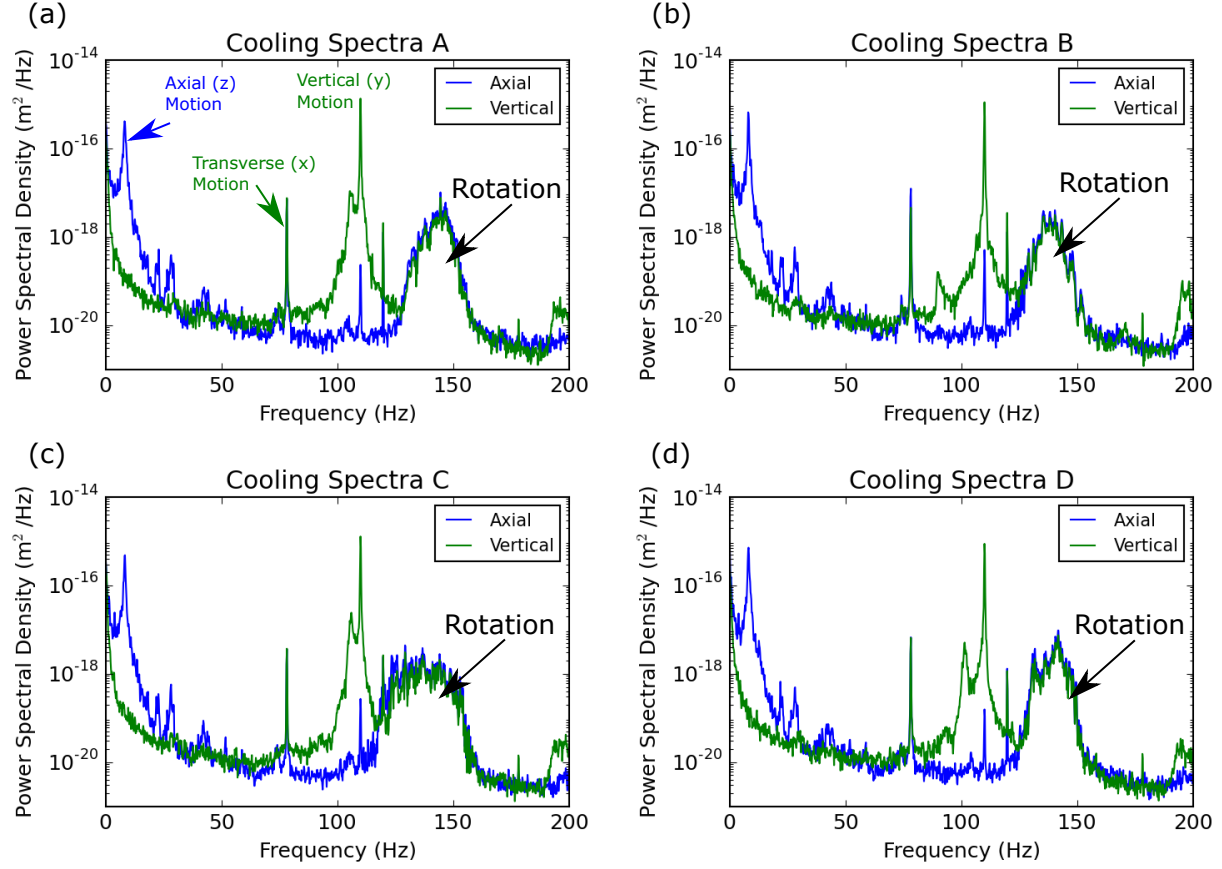 (a)
Cooling Spectra A
Power Spectral Density (m² /Hz)
10⁻¹⁴
10⁻¹⁶
10⁻¹⁸
10⁻²⁰
Axial (z)
Motion
Transverse (x)
Motion
Vertical (y)
Motion
Axial
Vertical
Rotation
0 50 100 150 200
Frequency (Hz)
(b)
Cooling Spectra B
Power Spectral Density (m² /Hz)
10⁻¹⁴
10⁻¹⁶
10⁻¹⁸
10⁻²⁰
Axial
Vertical
Rotation
0 50 100 150 200
Frequency (Hz)
(c)
Cooling Spectra C
Power Spectral Density (m² /Hz)
10⁻¹⁴
10⁻¹⁶
10⁻¹⁸
10⁻²⁰
Axial
Vertical
Rotation
0 50 100 150 200
Frequency (Hz)
(d)
Cooling Spectra D
Power Spectral Density (m² /Hz)
10⁻¹⁴
10⁻¹⁶
10⁻¹⁸
10⁻²⁰
Axial
Vertical
Rotation
0 50 100 150 200
Frequency (Hz)